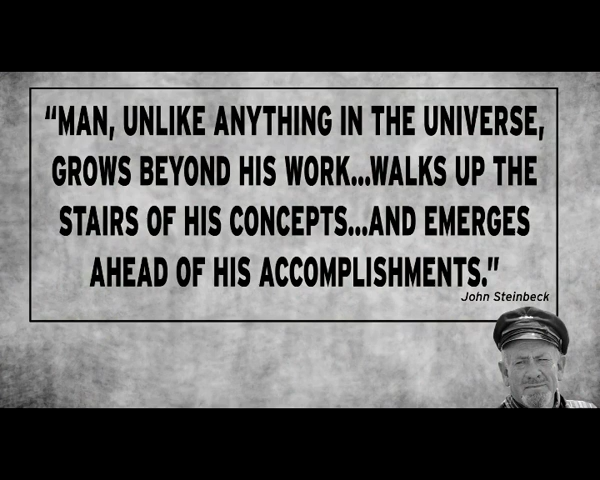 “MAN, UNLIKE ANYTHING IN THE UNIVERSE,
GROWS BEYOND HIS WORK...WALKS UP THE
STAIRS OF HIS CONCEPTS...AND EMERGES
AHEAD OF HIS ACCOMPLISHMENTS.”
John Steinbeck